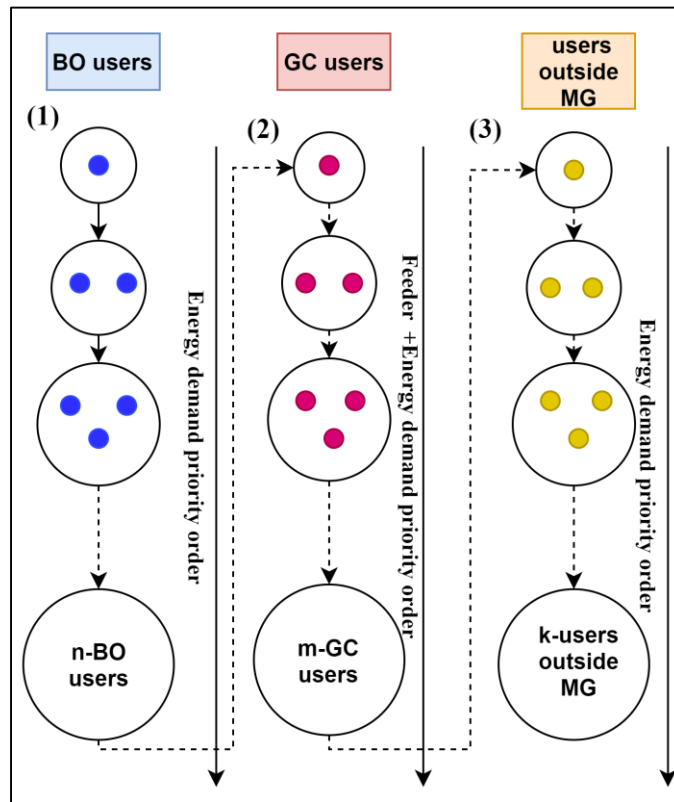 BO users
GC users
users
outside
MG
(1)
(2)
(3)
Energy demand priority order
Feeder +Energy demand priority order
Energy demand priority order
n-BO
users
m-GC
users
k-users
outside
MG